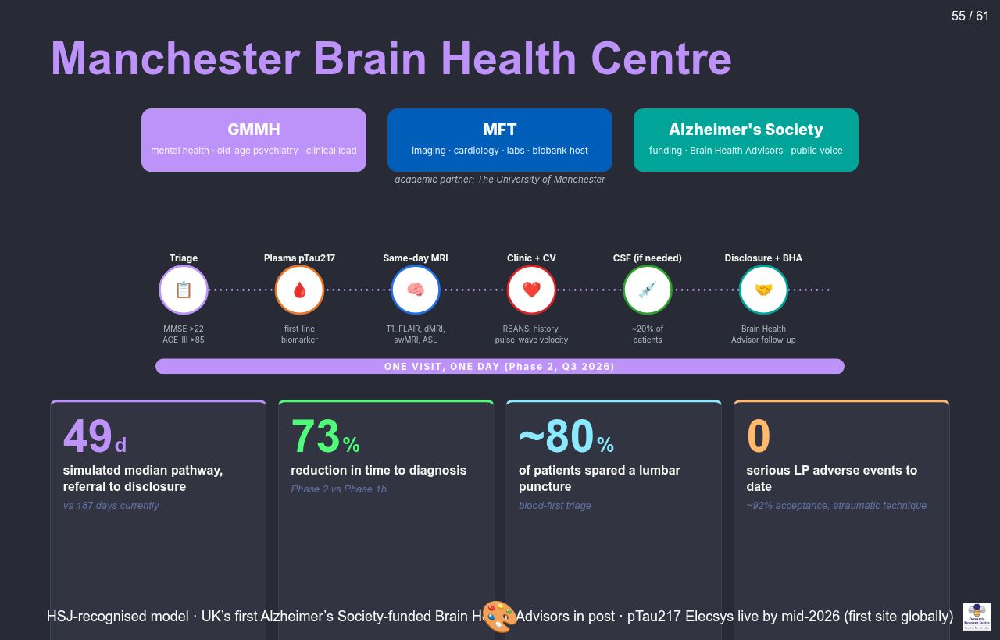 55 / 61
Manchester Brain Health Centre
GMMH
mental health · old-age psychiatry · clinical lead
MFT
imaging · cardiology · labs · biobank host
Alzheimer's Society
funding · Brain Health Advisors · public voice
academic partner: The University of Manchester
Triage
Plasma pTau217
Same-day MRI
Clinic + CV
CSF (if needed)
Disclosure + BHA
MMSE >22
ACE-III >85
first-line
biomarker
T1, FLAIR, dMRI,
swMRI, ASL
RBANS, history,
pulse-wave velocity
~20% of
patients
Brain Health
Advisor follow-up
ONE VISIT, ONE DAY (Phase 2, Q3 2026)
49d
simulated median pathway,
referral to disclosure
vs 187 days currently
73%
reduction in time to diagnosis
Phase 2 vs Phase 1b
~80%
of patients spared a lumbar
puncture
blood-first triage
0
serious LP adverse events to
date
~92% acceptance, atraumatic technique
HSJ-recognised model · UK's first Alzheimer's Society-funded Brain Advisors in post · pTau217 Elecsys live by mid-2026 (first site globally)
Dementia
Research Centre